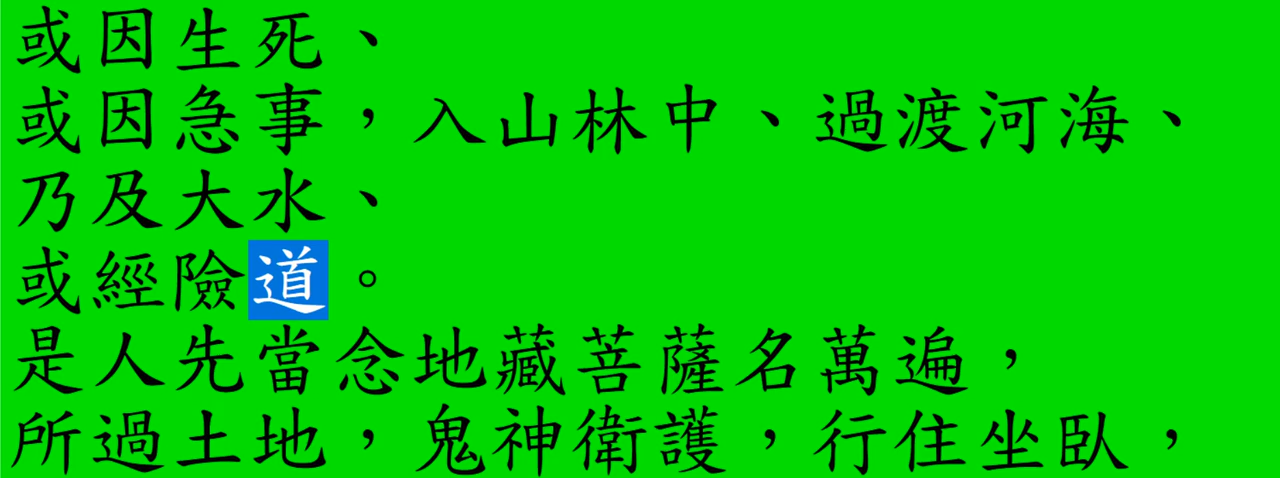 或因生死、
或因急事，入山林中、過渡河海、
乃及大水、
或經險道。
是人先當念地藏菩薩名萬遍，
所過土地，鬼神衛護，行住坐臥，